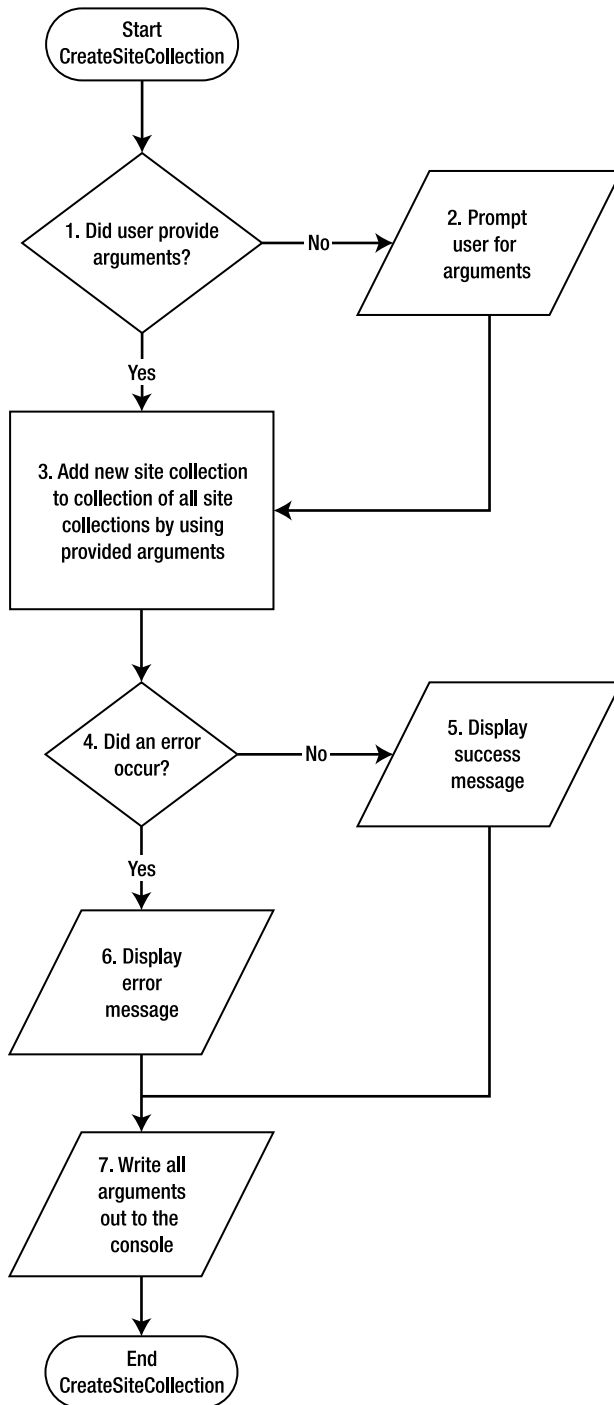 Start
CreateSiteCollection
1. Did user provide
arguments?
No
2. Prompt
user for
arguments
Yes
3. Add new site collection
to collection of all site
collections by using
provided arguments
4. Did an error
occur?
No
5. Display
success
message
Yes
6. Display
error
message
7. Write all
arguments
out to the
console
End
CreateSiteCollection